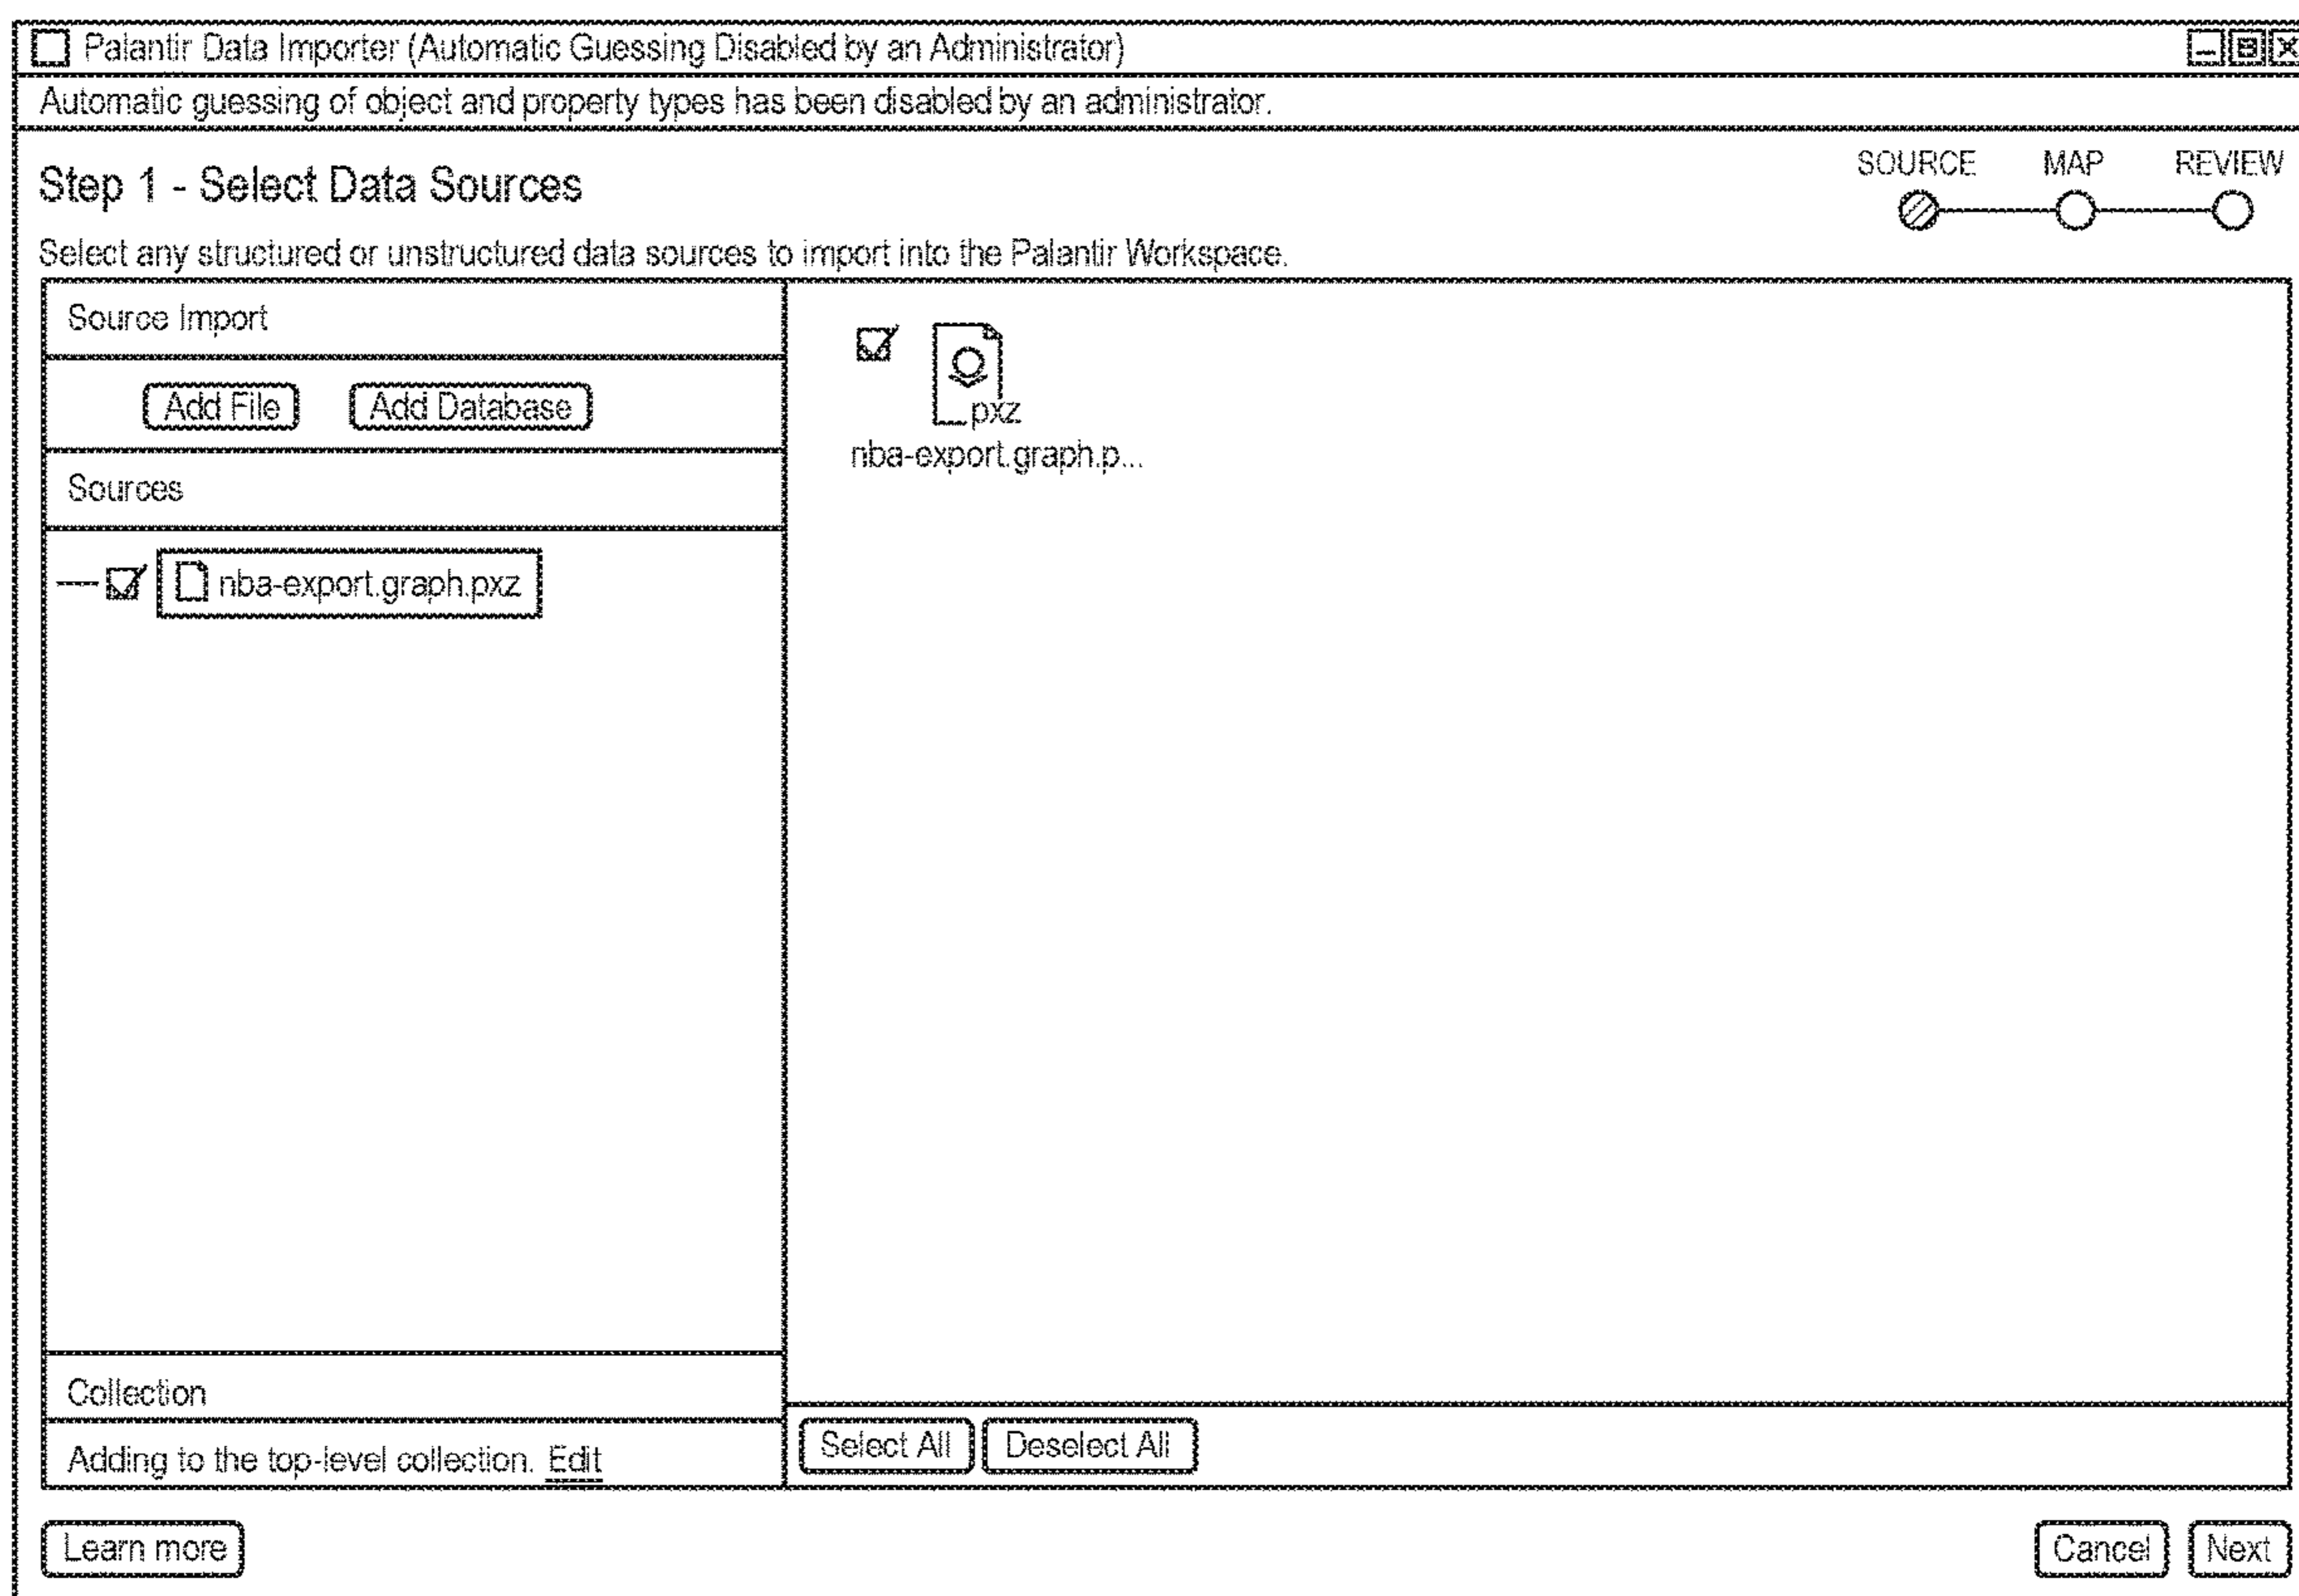 Palantir Data Importer (Automatic Guessing Disabled by an Administrator)
Automatic guessing of object and property types has been disabled by an administrator.
Step 1 - Select Data Sources
SOURCE MAP REVIEW
Select any structured or unstructured data sources to import into the Palantir Workspace.
Source Import
Add File Add Database
Sources
nba-export.graph.pxz
pxz
nba-export.graph.p...
Collection
Adding to the top-level collection. Edit
Select All Deselect All
Learn more
Cancel Next